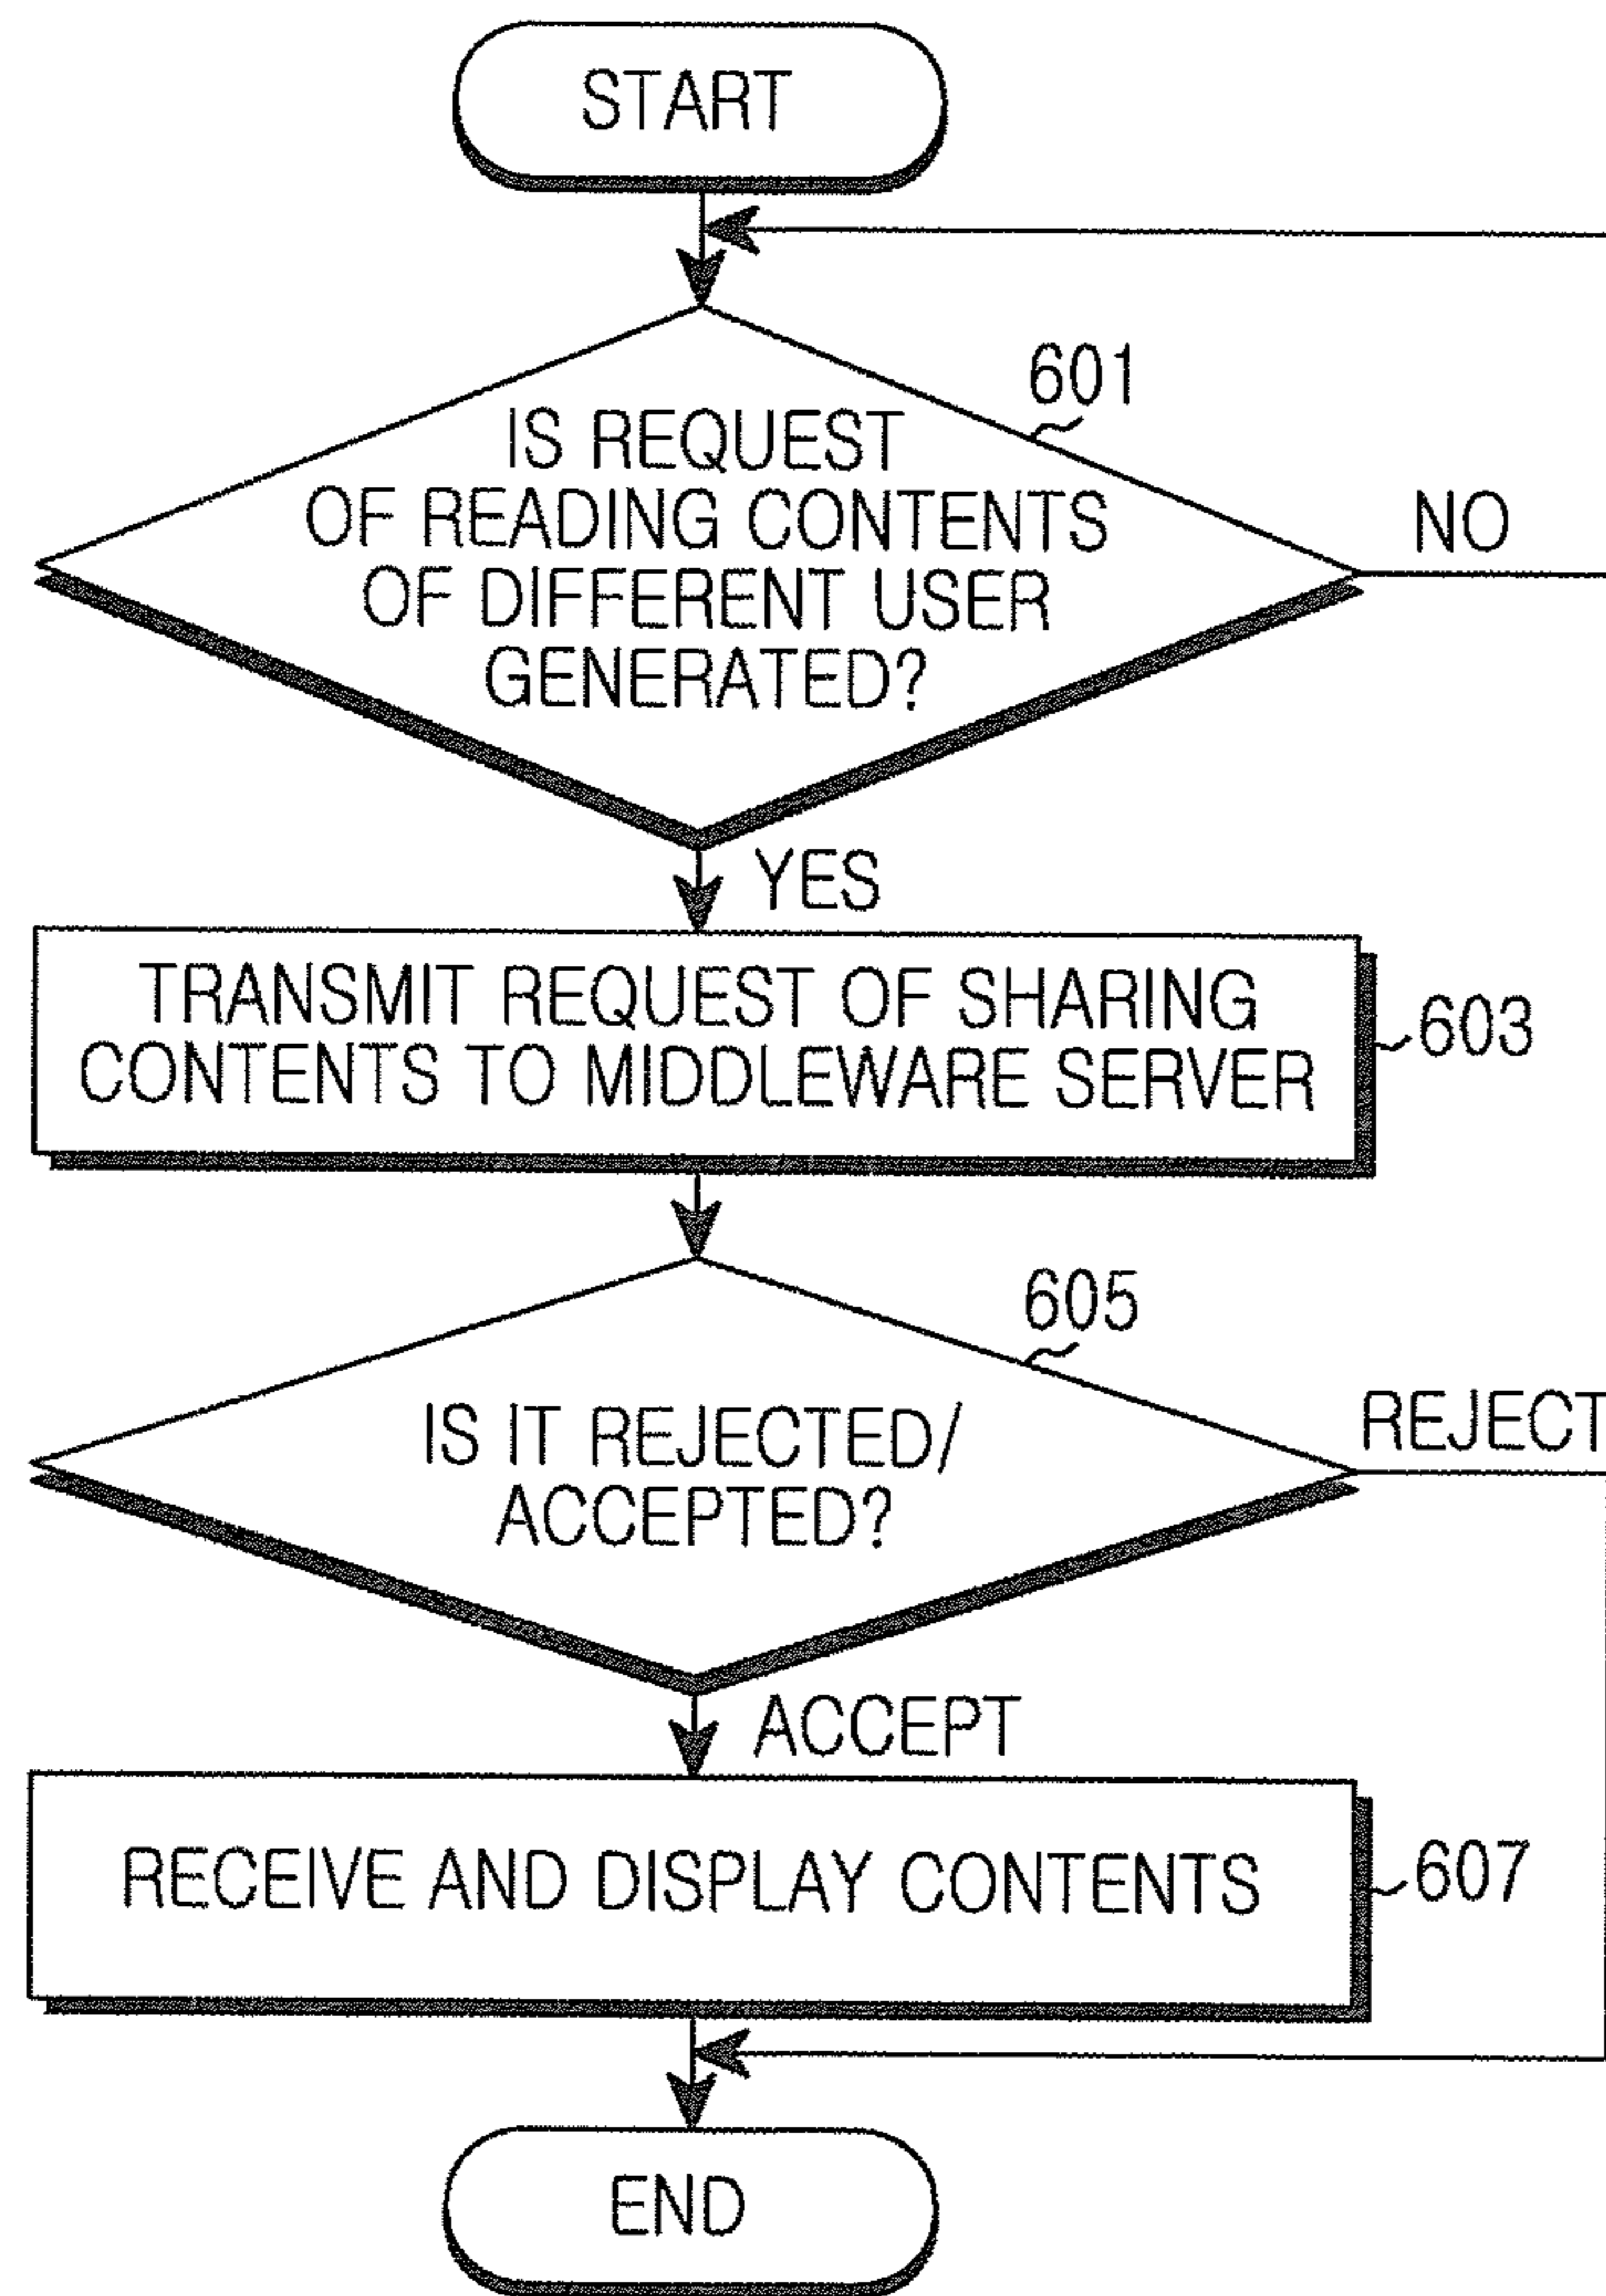 START
601
IS REQUEST
OF READING CONTENTS
OF DIFFERENT USER
GENERATED?
NO
YES
TRANSMIT REQUEST OF SHARING
CONTENTS TO MIDDLEWARE SERVER
603
605
IS IT REJECTED/
ACCEPTED?
REJECT
ACCEPT
RECEIVE AND DISPLAY CONTENTS
607
END